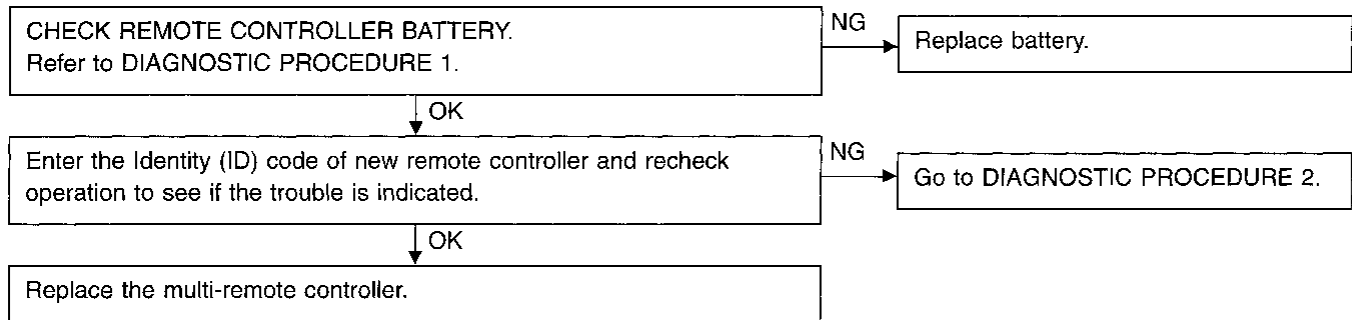 CHECK REMOTE CONTROLLER BATTERY.
Refer to DIAGNOSTIC PROCEDURE 1.
NG
Replace battery.
OK
Enter the Identity (ID) code of new remote controller and recheck
operation to see if the trouble is indicated.
NG
Go to DIAGNOSTIC PROCEDURE 2.
OK
Replace the multi-remote controller.